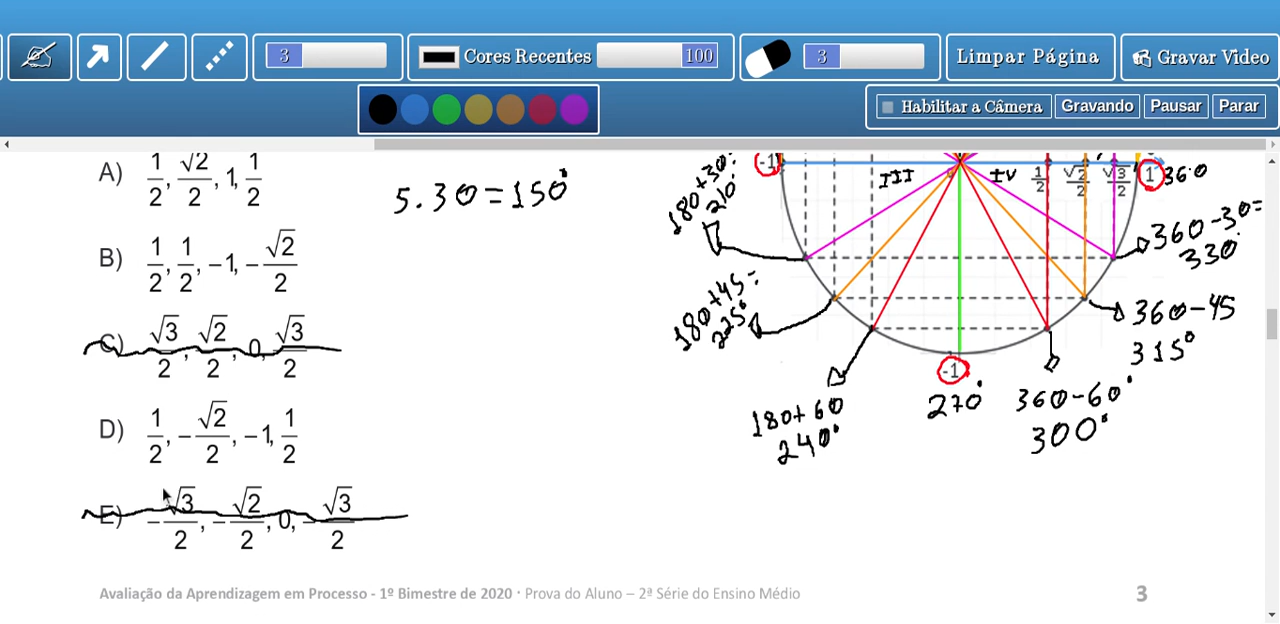 3 Cores Recentes 100 3 Limpar Página Gravar Video
Habilitar a Câmera Gravando Pausar Parar
A) 1/2, √2/2, 1, 1/2
B) 1/2, 1/2, −1, −√2/2
C) √3/2, √2/2, 0, √3/2
D) 1/2, −√2/2, −1, 1/2
E) −√3/2, −√2/2, 0, −√3/2
5.30=150°
-1
III
IV
1/2
√2/2
√3/2
1
360
180+30=
210°
360-30=
330°
180+45=
225°
360-45
315°
180+60
240°
-1
270°
360-60°
300°
Avaliação da Aprendizagem em Processo - 1º Bimestre de 2020 · Prova do Aluno – 2ª Série do Ensino Médio
3